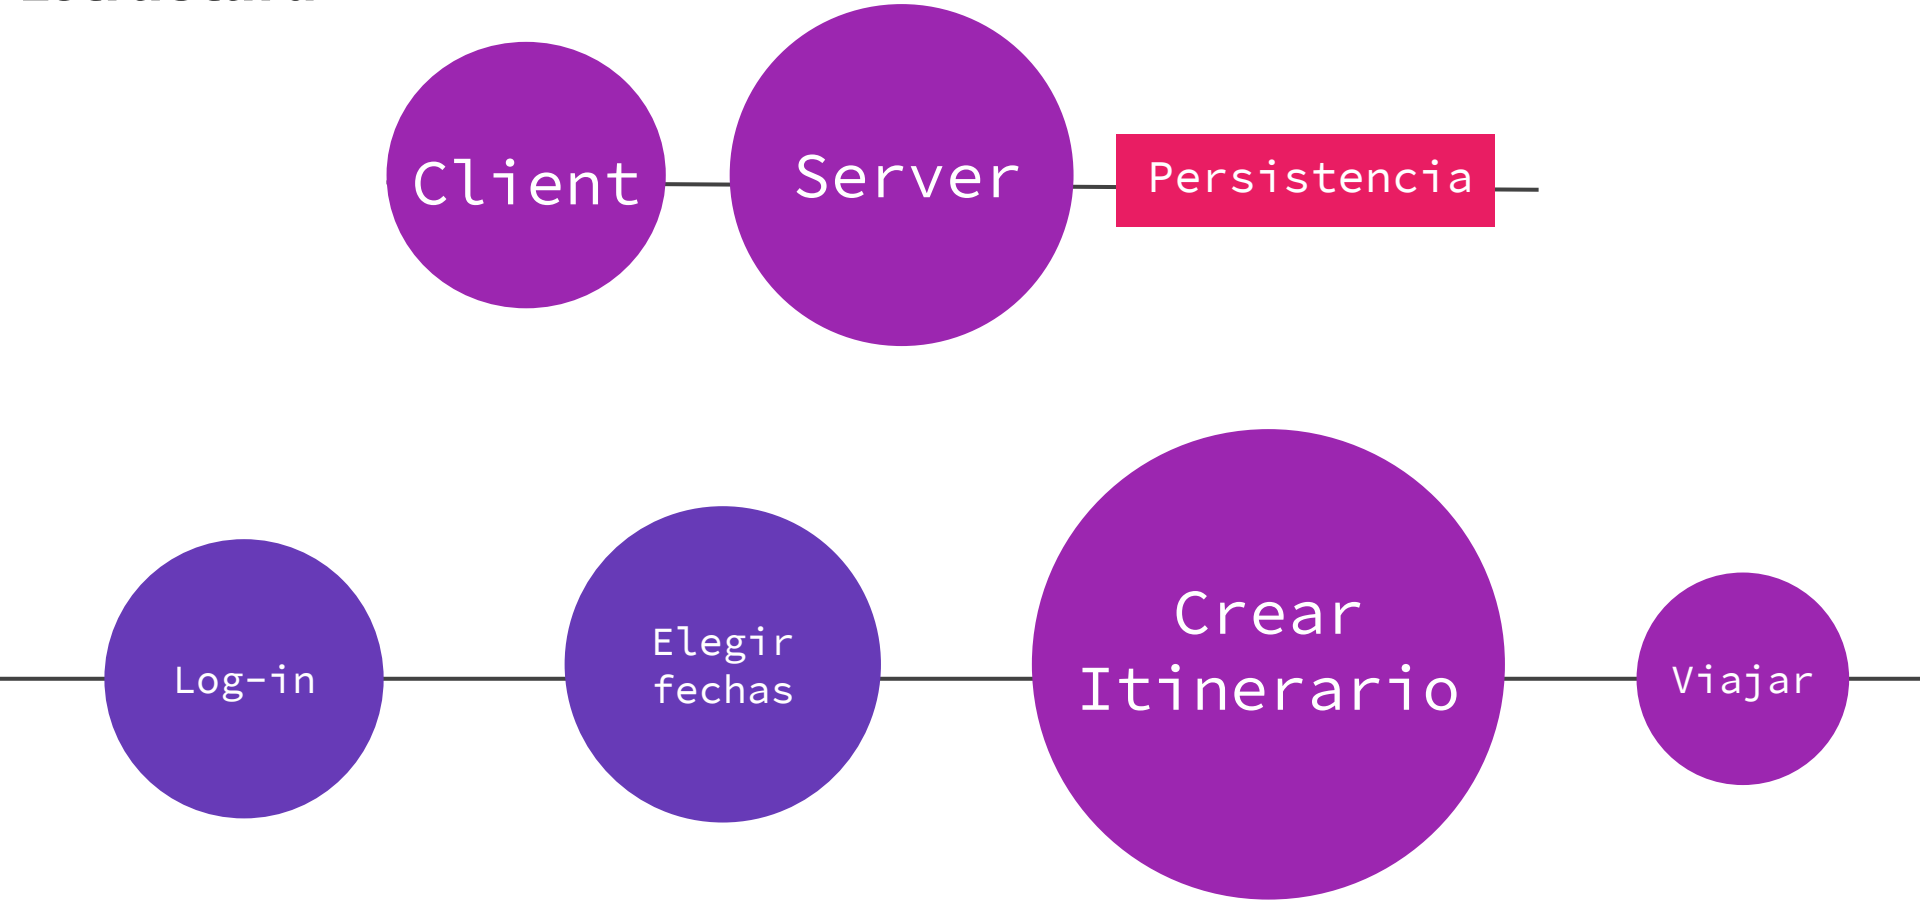 Client
Server
Persistencia
Log-in
Elegir
fechas
Crear
Itinerario
Viajar